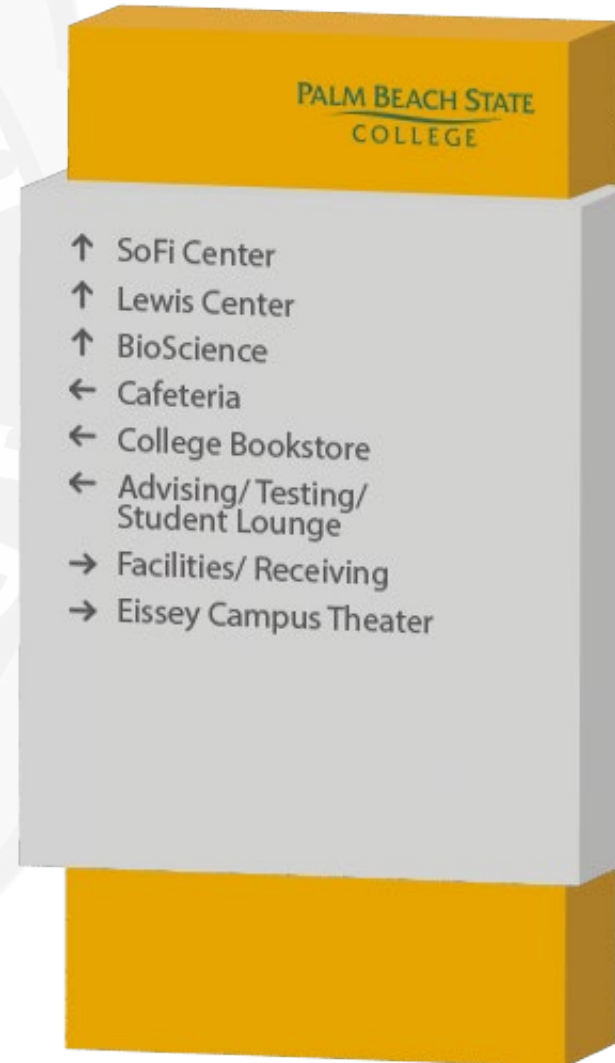 PALM BEACH STATE
COLLEGE
↑ SoFi Center
↑ Lewis Center
↑ BioScience
← Cafeteria
← College Bookstore
← Advising/ Testing/
Student Lounge
→ Facilities/ Receiving
→ Eissey Campus Theater